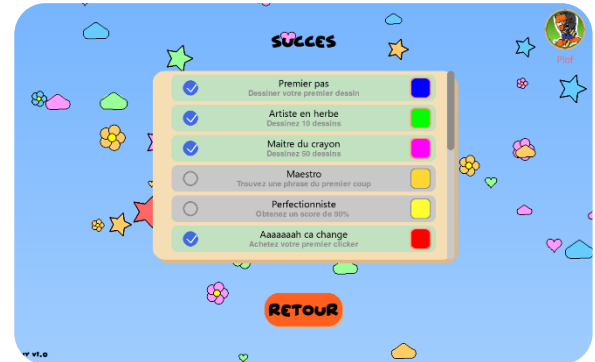 SUCCES
Plof
Premier pas
Dessiner votre premier dessin
Artiste en herbe
Dessinez 10 dessins
Maitre du crayon
Dessinez 50 dessins
Maestro
Trouvez une phrase du premier coup
Perfectionniste
Obtenez un score de 90%
Aaaaaaah ca change
Achetez votre premier clicker
RETOUR
v1.0